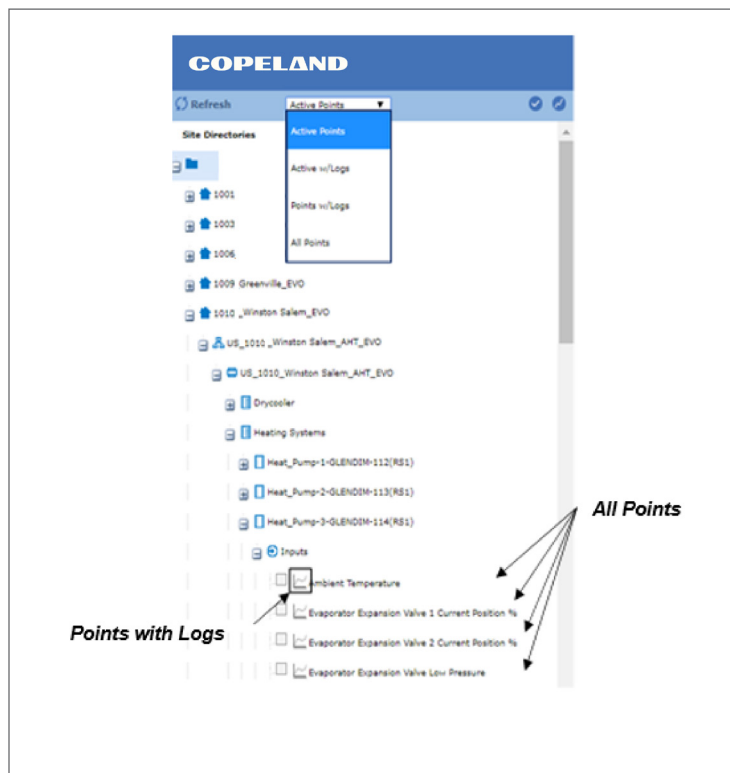 COPELAND
Refresh
Active Points
Site Directories
Active Points
Active w/Logs
Points w/Logs
All Points
1001
1003
1006
1009 Greenville_EVO
1010 _Winston Salem_EVO
US_1010 _Winston Salem_AHT_EVO
US_1010_Winston Salem_AHT_EVO
Drycooler
Heating Systems
Heat_Pump-1-GLENDIM-112(RS1)
Heat_Pump-2-GLENDIM-113(RS1)
Heat_Pump-3-GLENDIM-114(RS1)
All Points
Inputs
Ambient Temperature
Evaporator Expansion Valve 1 Current Position %
Points with Logs
Evaporator Expansion Valve 2 Current Position %
Evaporator Expansion Valve Low Pressure